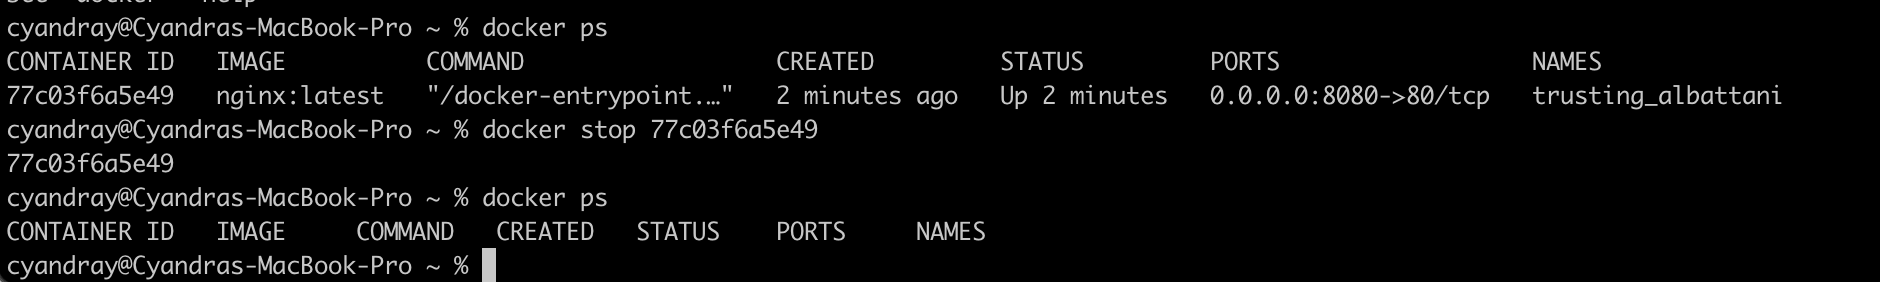 cyandray@Cyandras-MacBook-Pro ~ % docker ps
CONTAINER ID   IMAGE          COMMAND                  CREATED         STATUS         PORTS                  NAMES
77c03f6a5e49   nginx:latest   "/docker-entrypoint.…"   2 minutes ago   Up 2 minutes   0.0.0.0:8080->80/tcp   trusting_albattani
cyandray@Cyandras-MacBook-Pro ~ % docker stop 77c03f6a5e49
77c03f6a5e49
cyandray@Cyandras-MacBook-Pro ~ % docker ps
CONTAINER ID   IMAGE     COMMAND   CREATED   STATUS    PORTS     NAMES
cyandray@Cyandras-MacBook-Pro ~ %